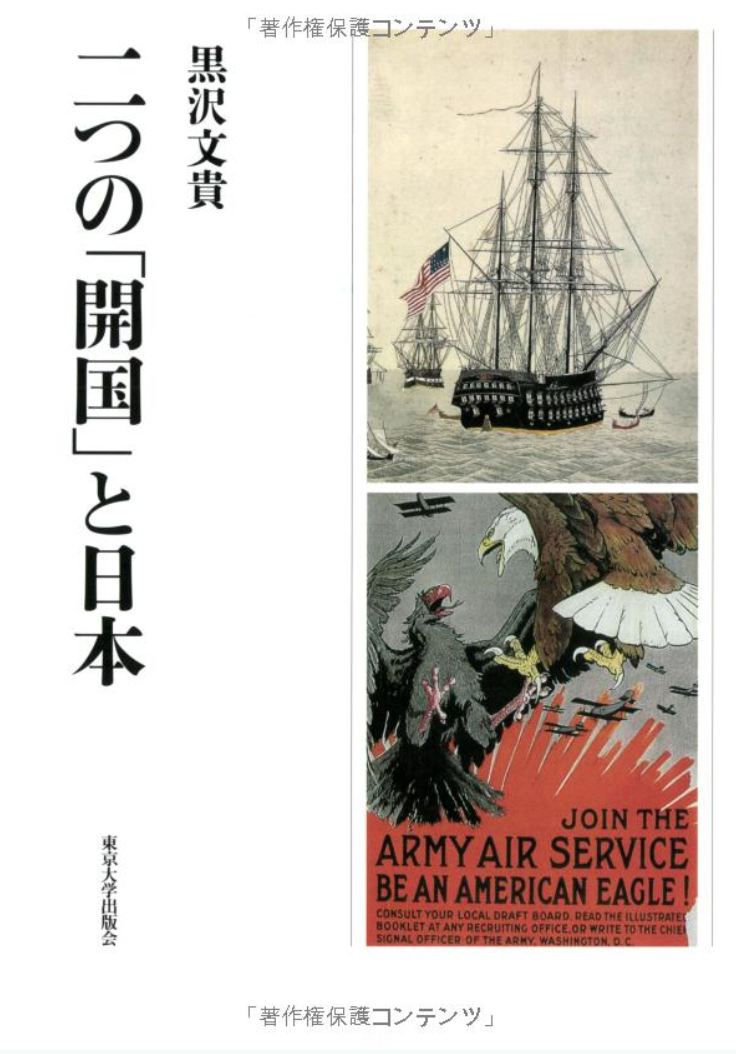 「著作権保護コンテンツ」
黒沢文貴
二つの「開国」と日本
東京大学出版会
JOIN THE
ARMY AIR SERVICE
BE AN AMERICAN EAGLE!
CONSULT YOUR LOCAL DRAFT BOARD. READ THE ILLUSTRATED
BOOKLET AT ANY RECRUITING OFFICE, OR WRITE TO THE CHIEF
SIGNAL OFFICER OF THE ARMY, WASHINGTON, D.C.
「著作権保護コンテンツ」